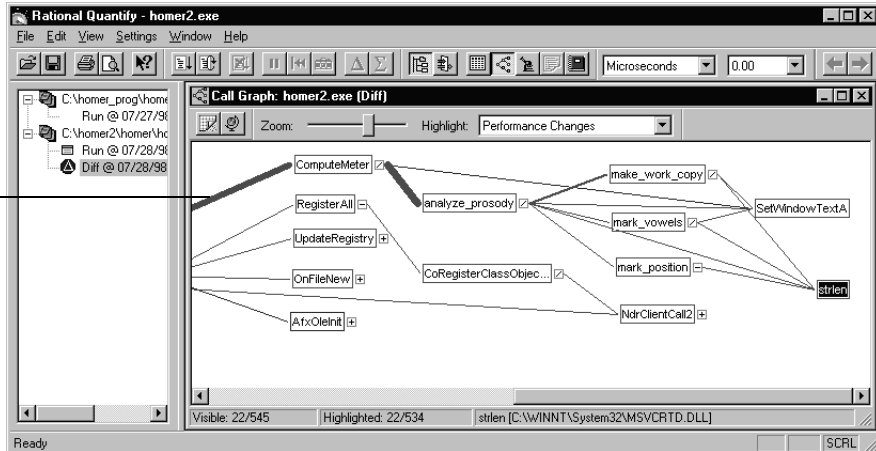 Rational Quantify - homer2.exe
File Edit View Settings Window Help
Microseconds 0.00
C:\homer_prog\home
Run @ 07/27/98
C:\homer2\homer\ho
Run @ 07/28/98
Diff @ 07/28/98
Call Graph: homer2.exe (Diff)
Zoom: Highlight: Performance Changes
ComputeMeter
make_work_copy
RegisterAll
analyze_prosody
SetWindowTextA
mark_vowels
UpdateRegistry
OnFileNew
CoRegisterClassObjec...
mark_position
strlen
AfxOleInit
NdrClientCall2
Visible: 22/545 Highlighted: 22/534 strlen [C:\WINNT\System32\MSVCRTD.DLL]
Ready SCRL